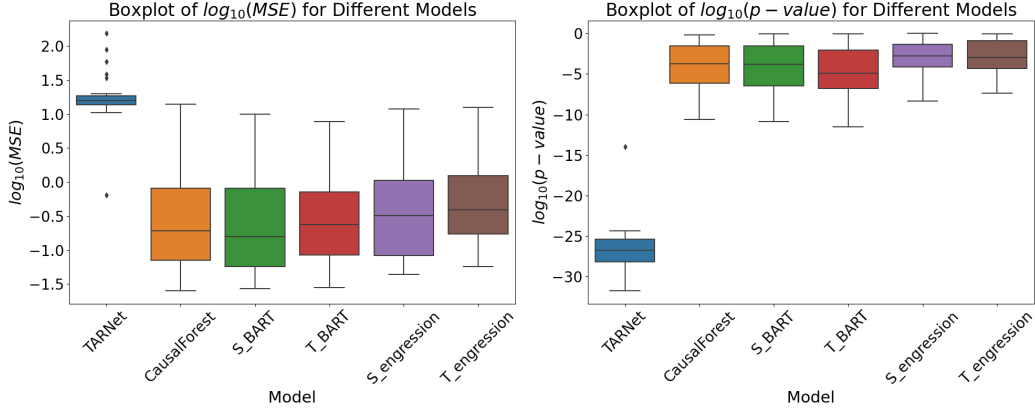 Boxplot of log10(MSE) for Different Models
log10(MSE)
2.0
1.5
1.0
0.5
0.0
−0.5
−1.0
−1.5
TARNet
CausalForest
S_BART
T_BART
S_engression
T_engression
Model
Boxplot of log10(p − value) for Different Models
log10(p − value)
0
−5
−10
−15
−20
−25
−30
TARNet
CausalForest
S_BART
T_BART
S_engression
T_engression
Model